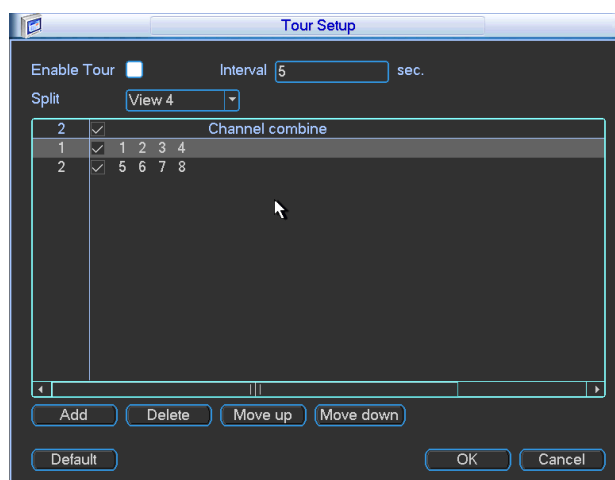 Tour Setup
Enable Tour Interval 5 sec.
Split View 4
2 Channel combine
1 1 2 3 4
2 5 6 7 8
Add Delete Move up Move down
Default OK Cancel